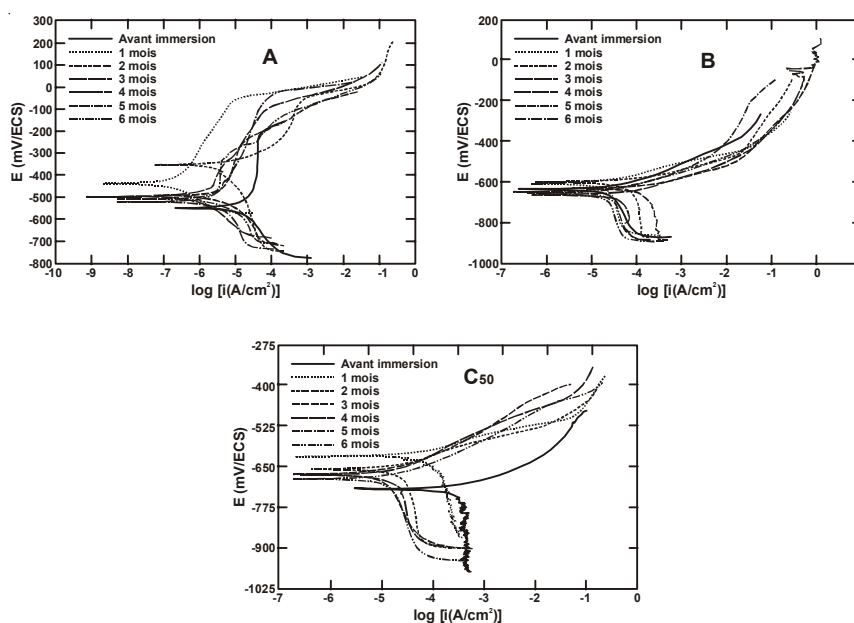 A
Avant immersion
1 mois
2 mois
3 mois
4 mois
5 mois
6 mois
300
200
100
0
-100
-200
-300
-400
-500
-600
-700
-800
E (mV/ECS)
-10 -9 -8 -7 -6 -5 -4 -3 -2 -1 0
log [i(A/cm²)]
B
Avant immersion
1 mois
2 mois
3 mois
4 mois
5 mois
6 mois
200
0
-200
-400
-600
-800
-1000
E (mV/ECS)
-7 -6 -5 -4 -3 -2 -1 0 1
log [i(A/cm²)]
C50
Avant immersion
1 mois
2 mois
3 mois
4 mois
5 mois
6 mois
-275
-400
-525
-650
-775
-900
-1025
E (mV/ECS)
-7 -6 -5 -4 -3 -2 -1 0
log [i(A/cm²)]